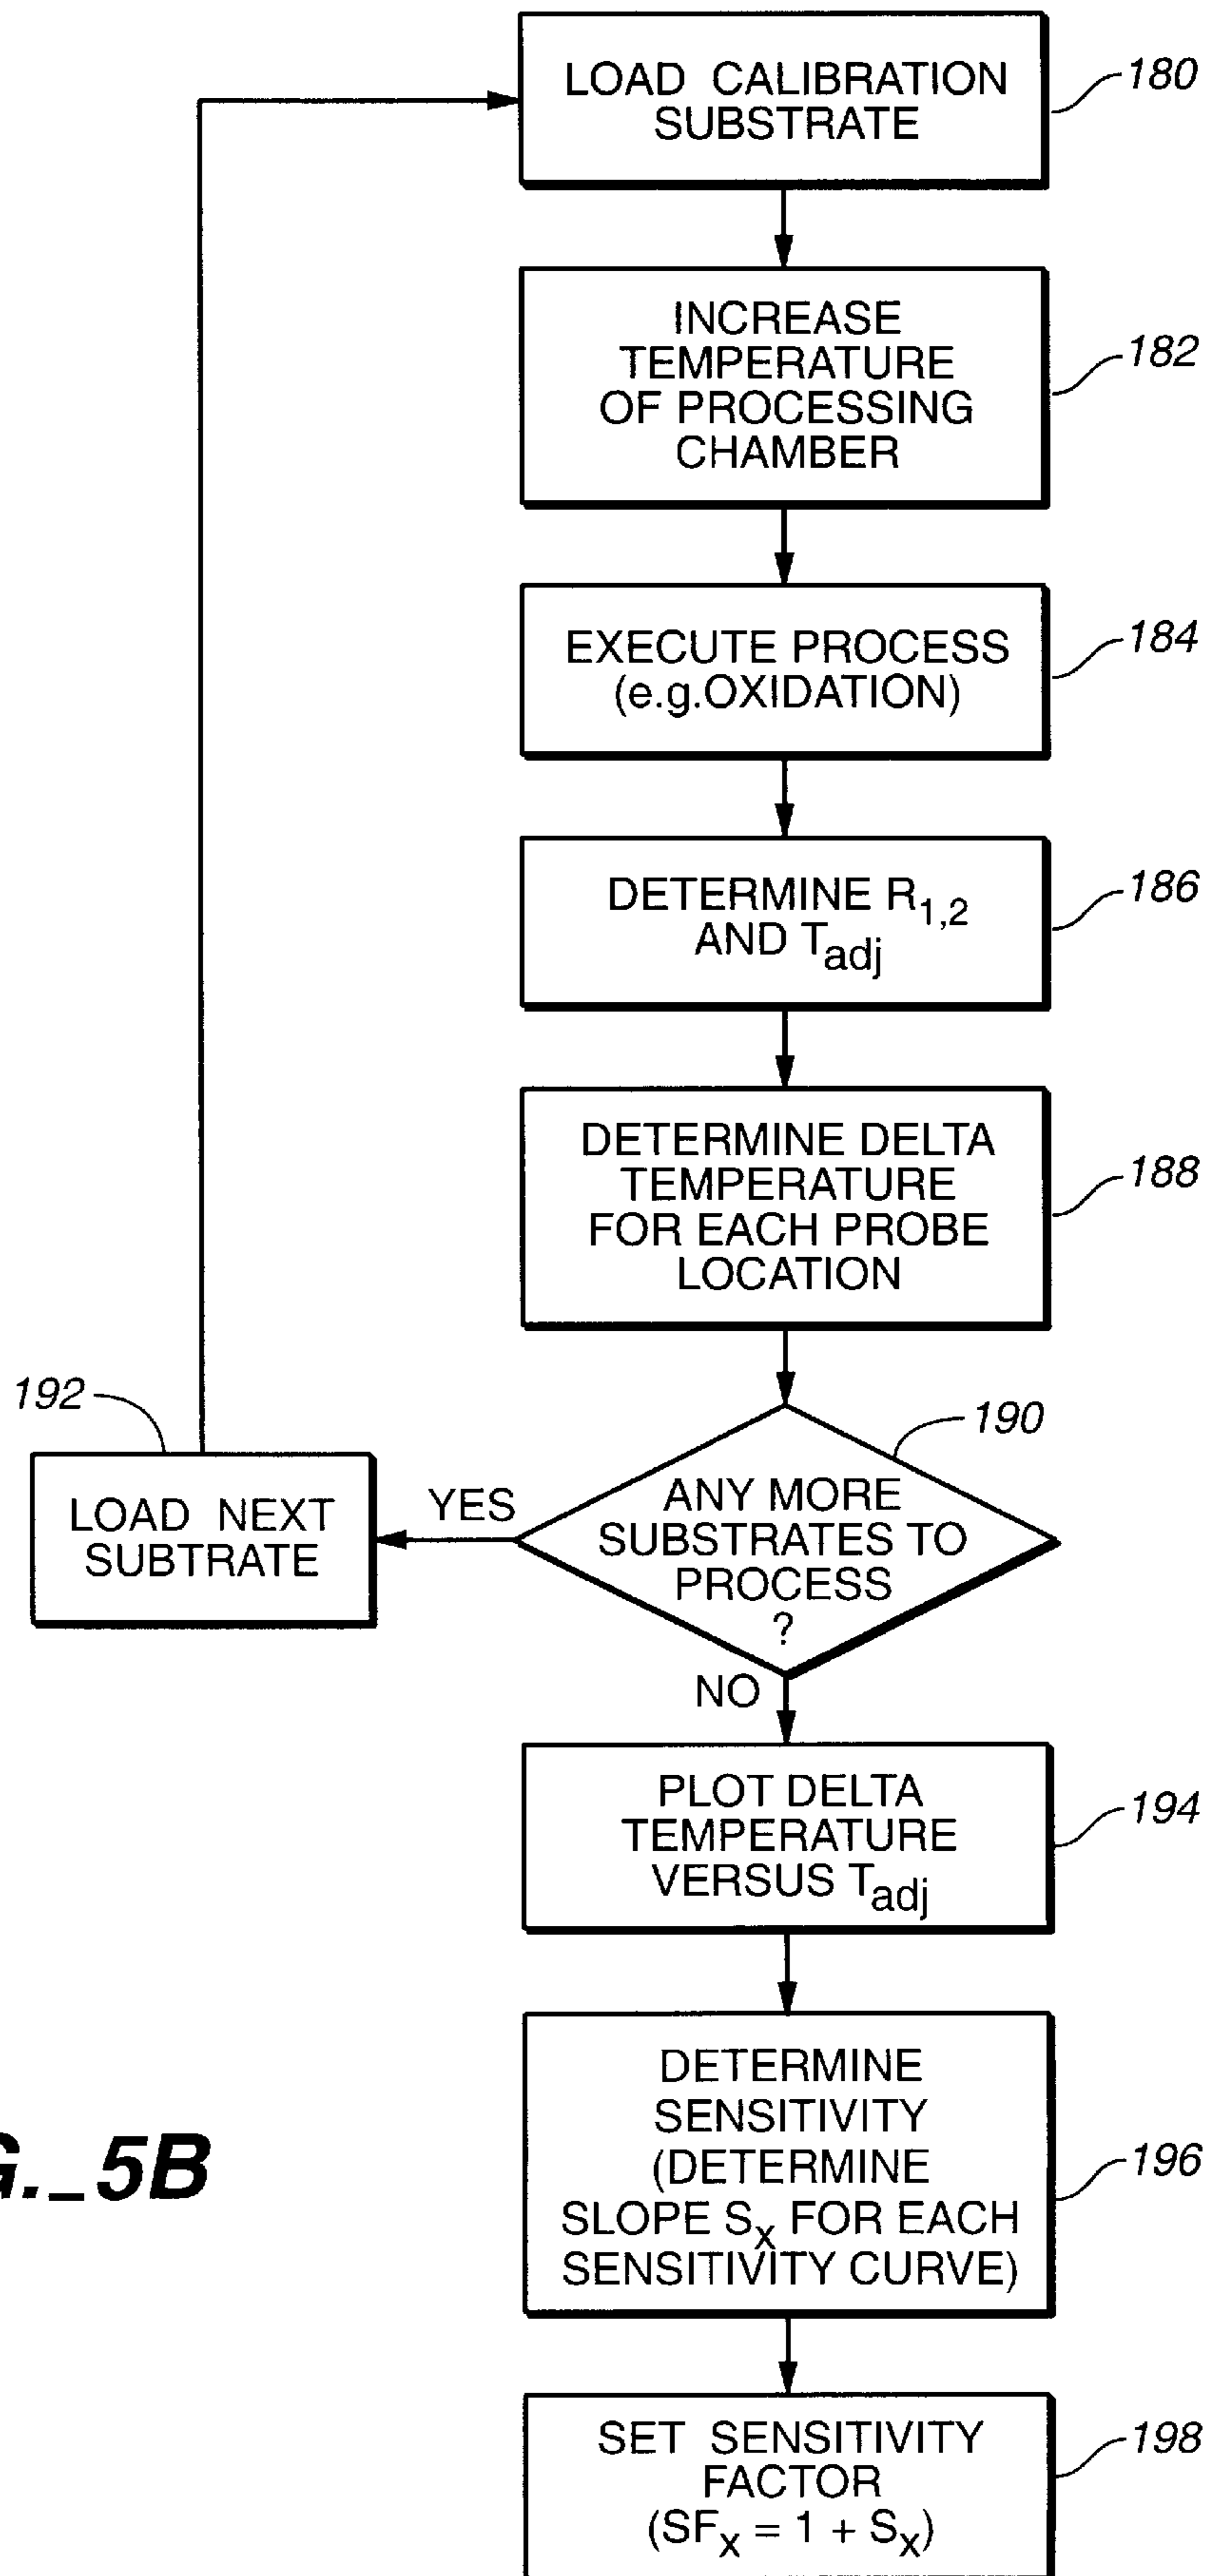 LOAD CALIBRATION
SUBSTRATE
180
INCREASE
TEMPERATURE
OF PROCESSING
CHAMBER
182
EXECUTE PROCESS
(e.g.OXIDATION)
184
DETERMINE R1,2
AND Tadj
186
DETERMINE DELTA
TEMPERATURE
FOR EACH PROBE
LOCATION
188
192
LOAD NEXT
SUBTRATE
YES
190
ANY MORE
SUBSTRATES TO
PROCESS
?
NO
PLOT DELTA
TEMPERATURE
VERSUS Tadj
194
DETERMINE
SENSITIVITY
(DETERMINE
SLOPE Sx FOR EACH
SENSITIVITY CURVE)
196
G._5B
SET SENSITIVITY
FACTOR
(SFx = 1 + Sx)
198